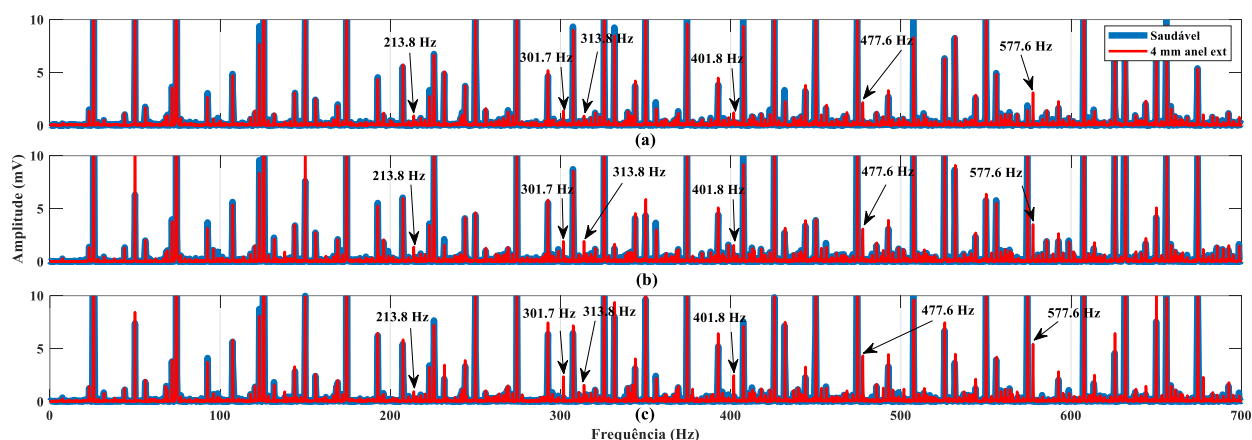 10
5
0
213.8 Hz
301.7 Hz
313.8 Hz
401.8 Hz
477.6 Hz
577.6 Hz
Saudável
4 mm anel ext
(a)
10
5
0
213.8 Hz
301.7 Hz
313.8 Hz
401.8 Hz
477.6 Hz
577.6 Hz
Amplitude (mV)
(b)
10
5
0
213.8 Hz
301.7 Hz
313.8 Hz
401.8 Hz
477.6 Hz
577.6 Hz
0 100 200 300 400 500 600 700
(c)
Frequência (Hz)